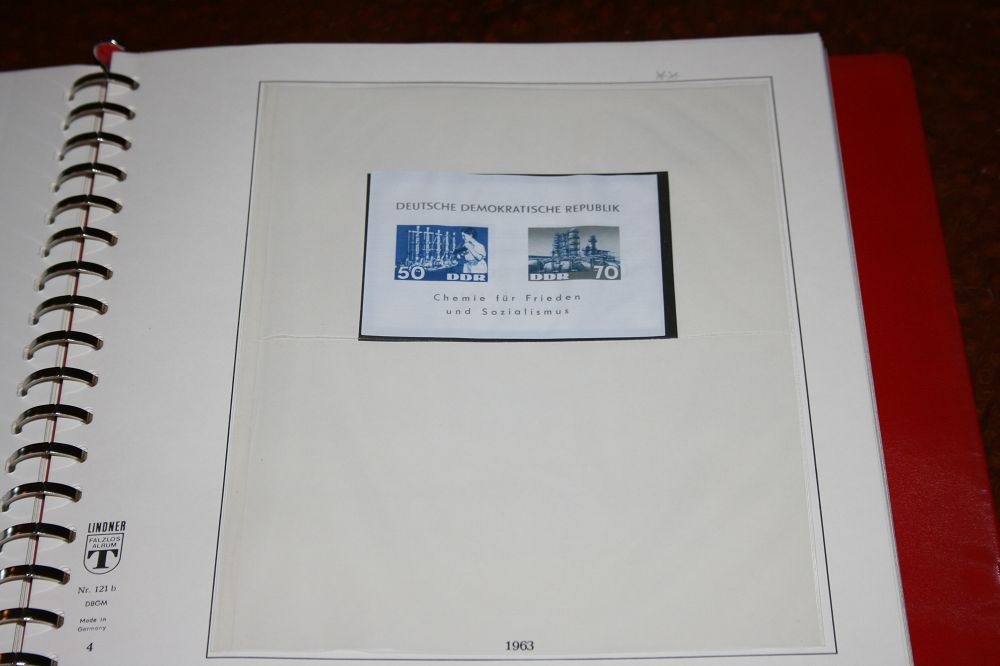 DEUTSCHE DEMOKRATISCHE REPUBLIK
50 DDR
DDR 70
Chemie für Frieden
und Sozialismus
LINDNER
FALZLOS
ALBUM
T
Nr. 121 b
DBGM
Made in
Germany
4
1963